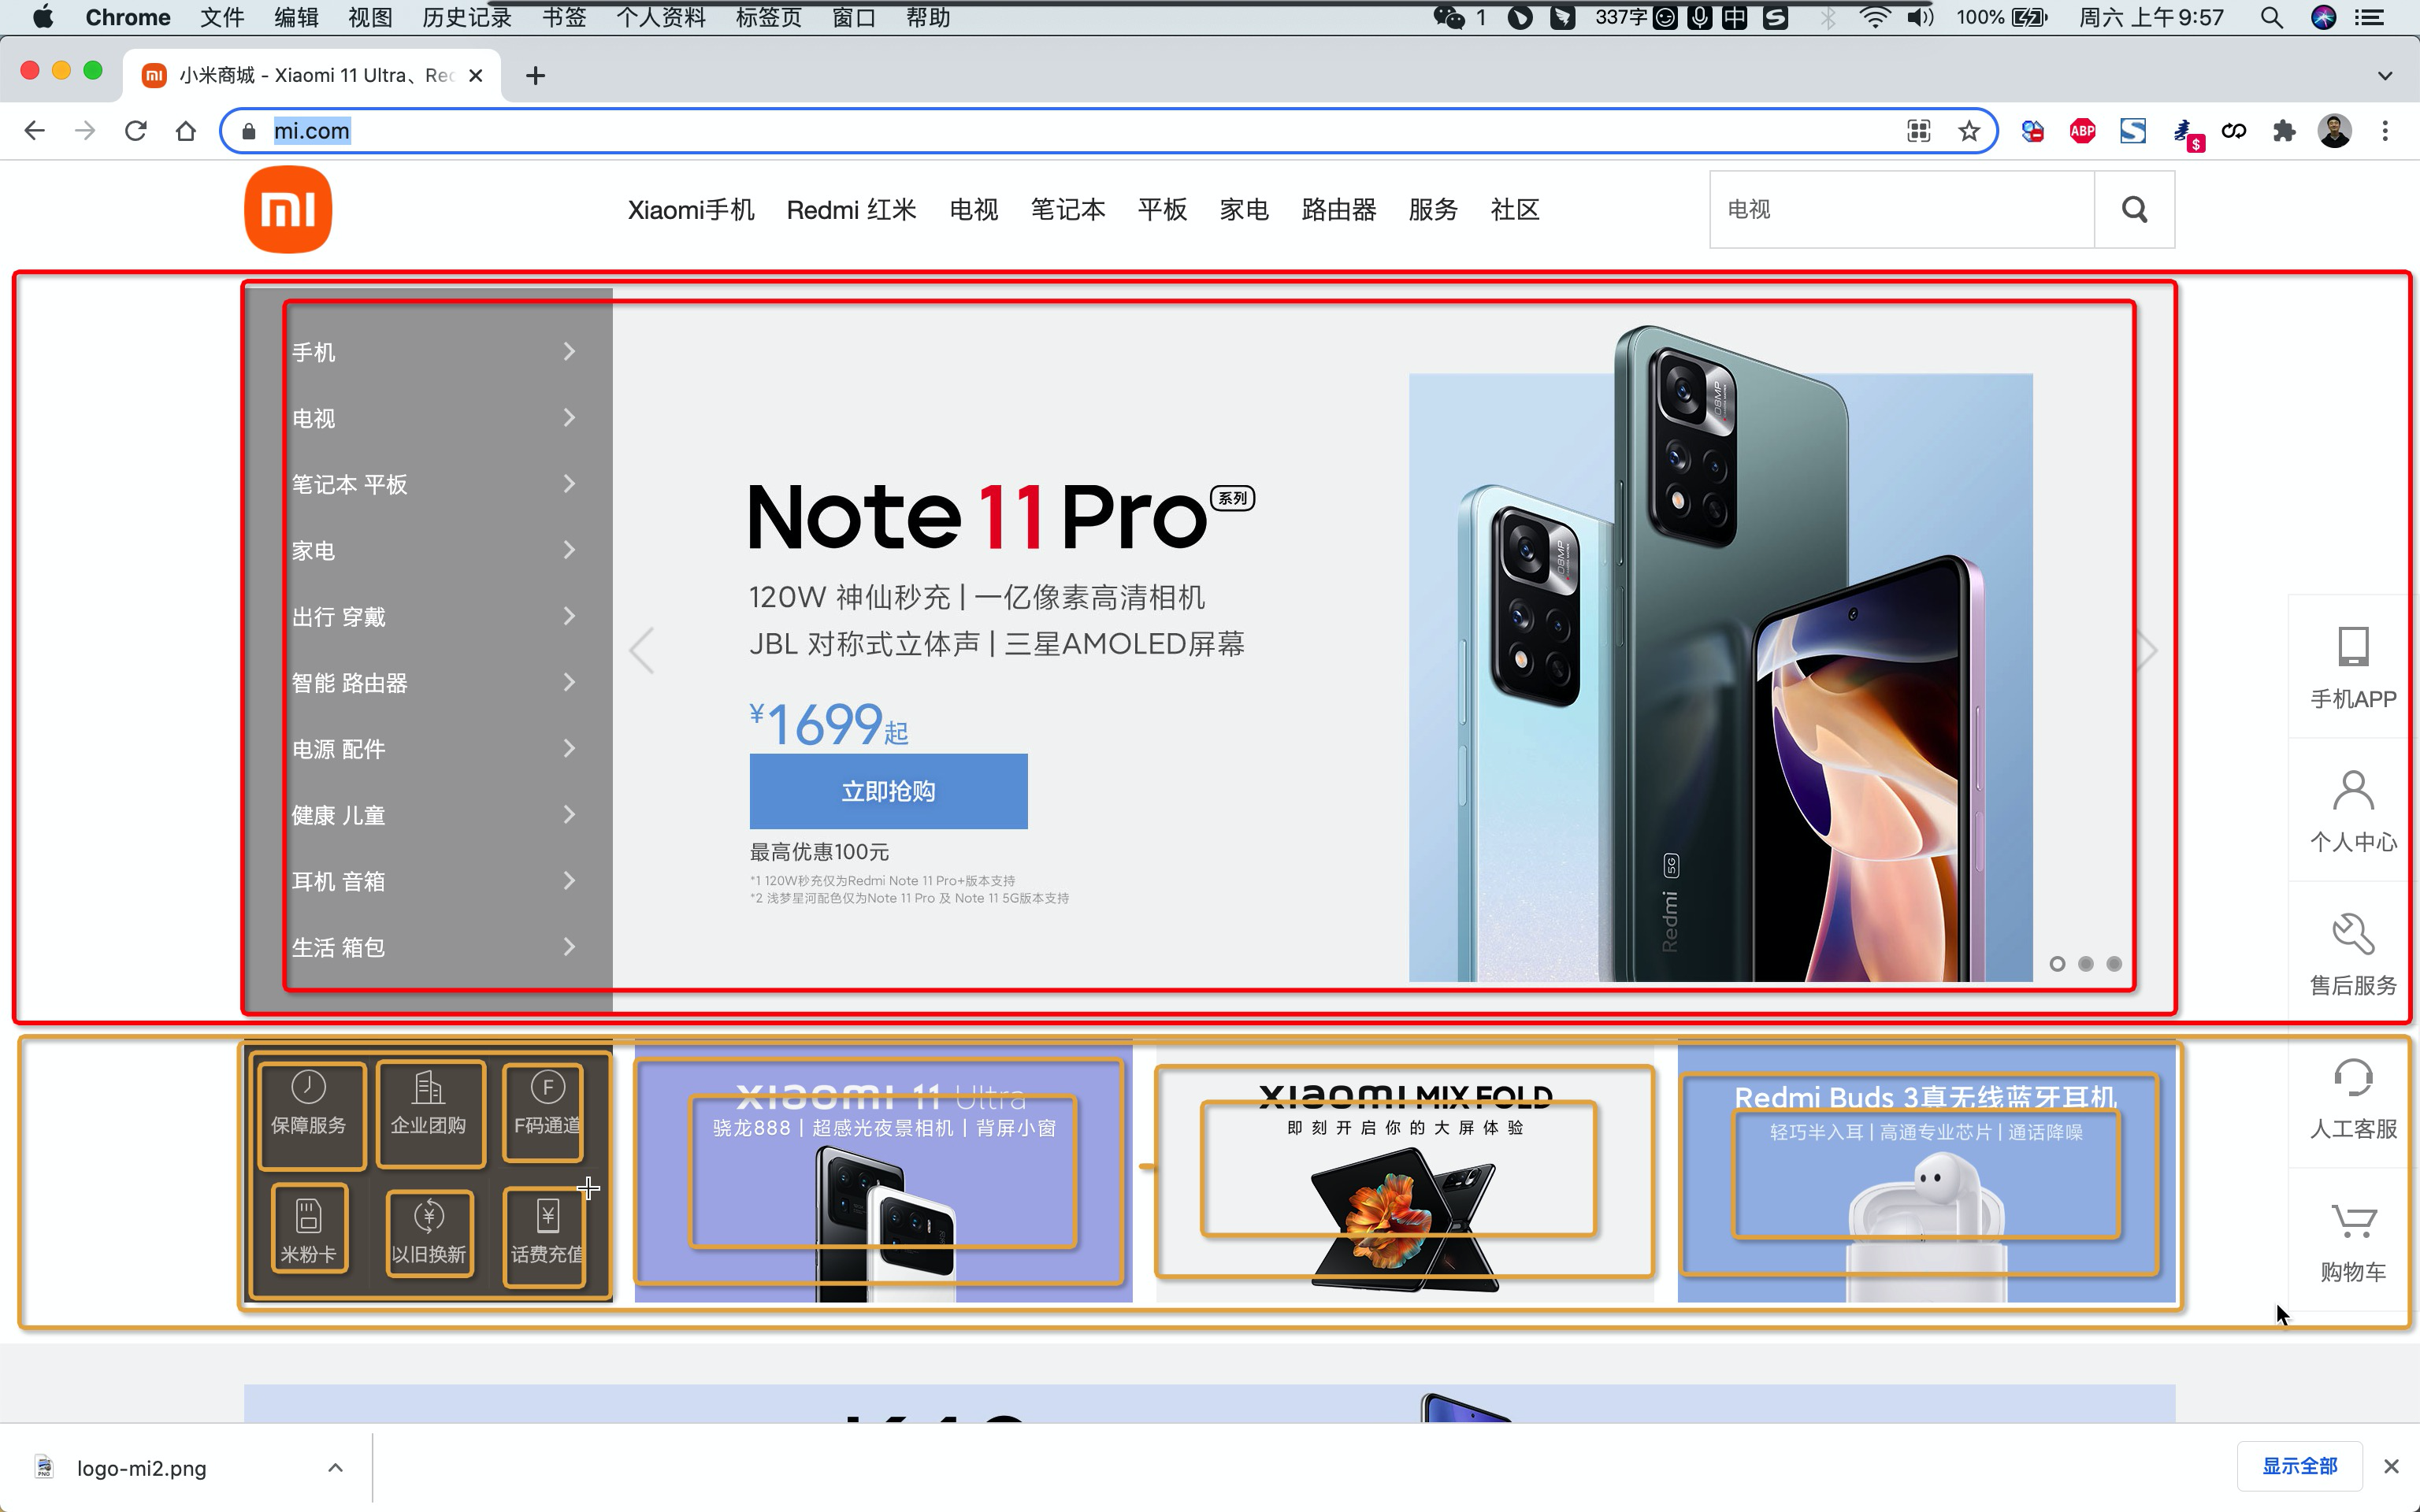 Chrome 文件 编辑 视图 历史记录 书签 个人资料 标签页 窗口 帮助 1 337字 中 100% 周六 上午9:57
小米商城 - Xiaomi 11 Ultra、Rec
mi.com ABP $
mi Xiaomi手机 Redmi 红米 电视 笔记本 平板 家电 路由器 服务 社区 电视
手机
电视
笔记本 平板
家电
出行 穿戴
智能 路由器
电源 配件
健康 儿童
耳机 音箱
生活 箱包
Note 11 Pro 系列
120W 神仙秒充 | 一亿像素高清相机
JBL 对称式立体声 | 三星AMOLED屏幕
¥1699起
立即抢购
最高优惠100元
*1 120W秒充仅为Redmi Note 11 Pro+版本支持
*2 浅梦星河配色仅为Note 11 Pro 及 Note 11 5G版本支持
108MP
108MP
Redmi 5G
手机APP
个人中心
售后服务
人工客服
购物车
保障服务 企业团购 F码通道
米粉卡 以旧换新 话费充值
xiaomi 11 Ultra
骁龙888 | 超感光夜景相机 | 背屏小窗
xiaomi MIX FOLD
即刻开启你的大屏体验
Redmi Buds 3真无线蓝牙耳机
轻巧半入耳 | 高通专业芯片 | 通话降噪
logo-mi2.png
显示全部